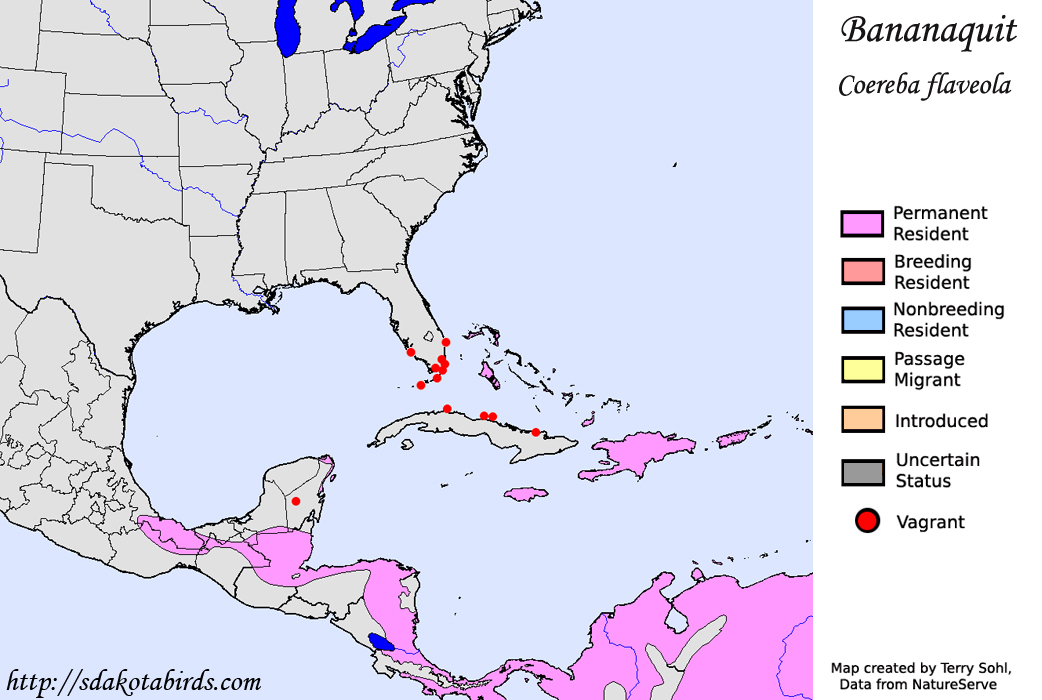 Bananaquit
Coereba flaveola
Permanent
Resident
Breeding
Resident
Nonbreeding
Resident
Passage
Migrant
Introduced
Uncertain
Status
Vagrant
http://sdakotabirds.com
Map created by Terry Sohl,
Data from NatureServe